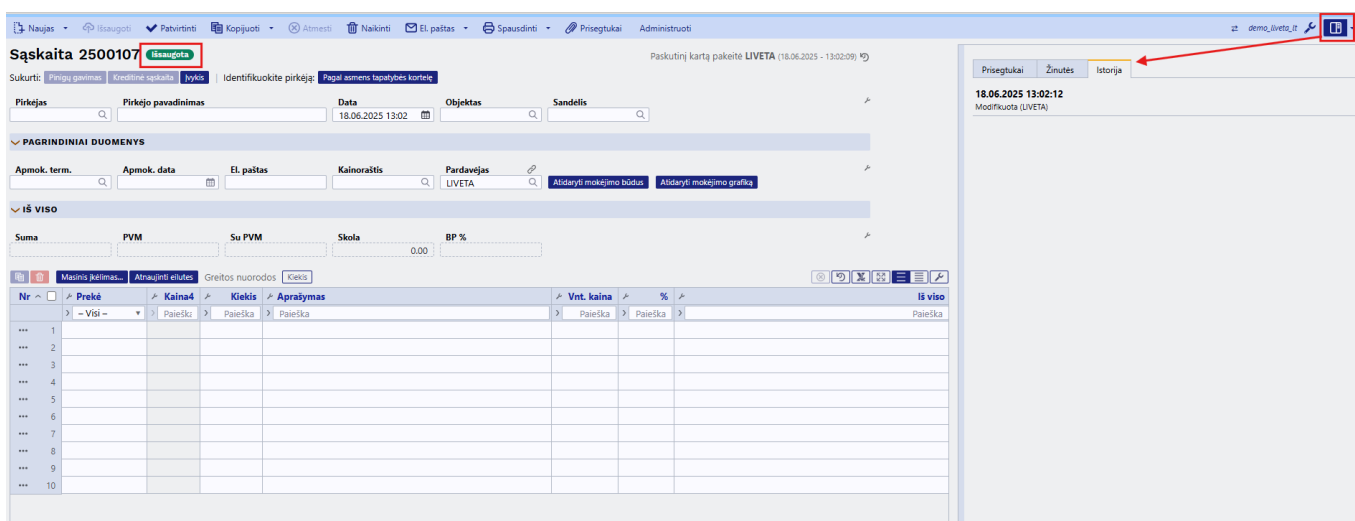 Naujas Išsaugoti Patvirtinti Kopijuoti Atmesti Naikinti El. paštas Spausdinti Prisegtukai Administruoti demo_liveta_lt
Sąskaita 2500107 Išsaugota Paskutinį kartą pakeitė LIVETA (18.06.2025 - 13:02:09)
Sukurti: Pinigų gavimas Kreditinė sąskaita Įvykis | Identifikuokite pirkėją: Pagal asmens tapatybės kortelę
Pirkėjas Pirkėjo pavadinimas Data Objektas Sandėlis
18.06.2025 13:02
PAGRINDINIAI DUOMENYS
Apmok. term. Apmok. data El. paštas Kainoraštis Pardavėjas
LIVETA Atidaryti mokėjimo būdus Atidaryti mokėjimo grafiką
IŠ VISO
Suma PVM Su PVM Skola BP %
0.00
Masinis įkėlimas... Atnaujinti eilutes Greitos nuorodos Kiekis
Nr Prekė Kaina4 Kiekis Aprašymas Vnt. kaina % Iš viso
– Visi – Paieška Paieška Paieška Paieška Paieška Paieška
1
2
3
4
5
6
7
8
9
10
Prisegtukai Žinutės Istorija
18.06.2025 13:02:12
Modifikuota (LIVETA)